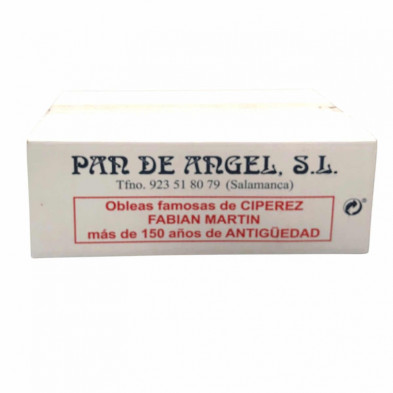 PAN DE ANGEL, S.L.
Tfno. 923 51 80 79 (Salamanca)
Obleas famosas de CIPEREZ
FABIAN MARTIN
más de 150 años de ANTIGÜEDAD